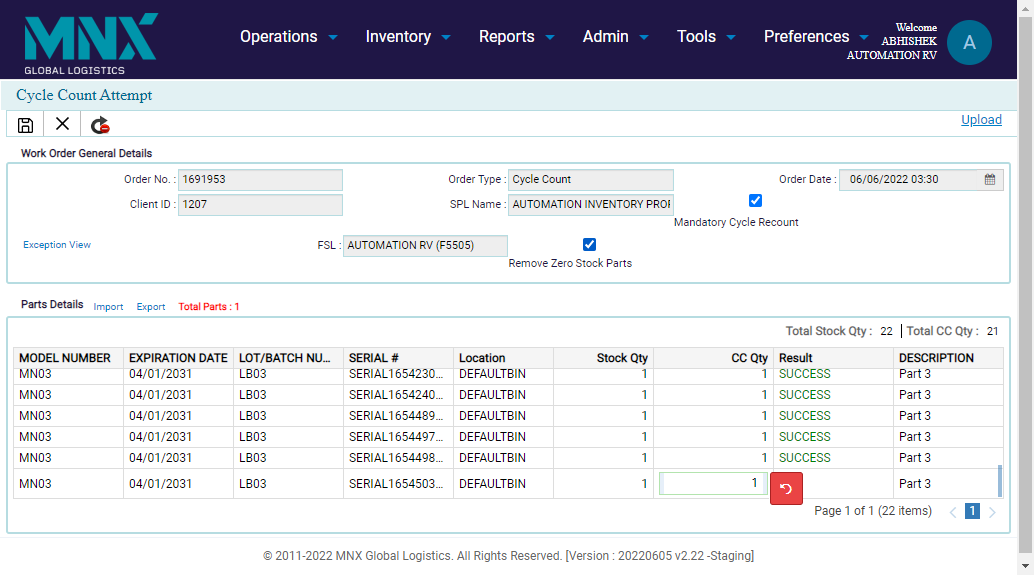 MNX
GLOBAL LOGISTICS
Operations Inventory Reports Admin Tools Preferences
Welcome
ABHISHEK
AUTOMATION RV
A
Cycle Count Attempt
Upload
Work Order General Details
Order No. : 1691953 Order Type : Cycle Count Order Date : 06/06/2022 03:30
Client ID : 1207 SPL Name : AUTOMATION INVENTORY PROF
Mandatory Cycle Recount
Exception View FSL : AUTOMATION RV (F5505)
Remove Zero Stock Parts
Parts Details Import Export Total Parts : 1
Total Stock Qty : 22 Total CC Qty : 21
MODEL NUMBER EXPIRATION DATE LOT/BATCH NU... SERIAL # Location Stock Qty CC Qty Result DESCRIPTION
MN03 04/01/2031 LB03 SERIAL1654230... DEFAULTBIN 1 1 SUCCESS Part 3
MN03 04/01/2031 LB03 SERIAL1654240... DEFAULTBIN 1 1 SUCCESS Part 3
MN03 04/01/2031 LB03 SERIAL1654489... DEFAULTBIN 1 1 SUCCESS Part 3
MN03 04/01/2031 LB03 SERIAL1654497... DEFAULTBIN 1 1 SUCCESS Part 3
MN03 04/01/2031 LB03 SERIAL1654498... DEFAULTBIN 1 1 SUCCESS Part 3
MN03 04/01/2031 LB03 SERIAL1654503... DEFAULTBIN 1 1 Part 3
Page 1 of 1 (22 items) 1
© 2011-2022 MNX Global Logistics. All Rights Reserved. [Version : 20220605 v2.22 -Staging]